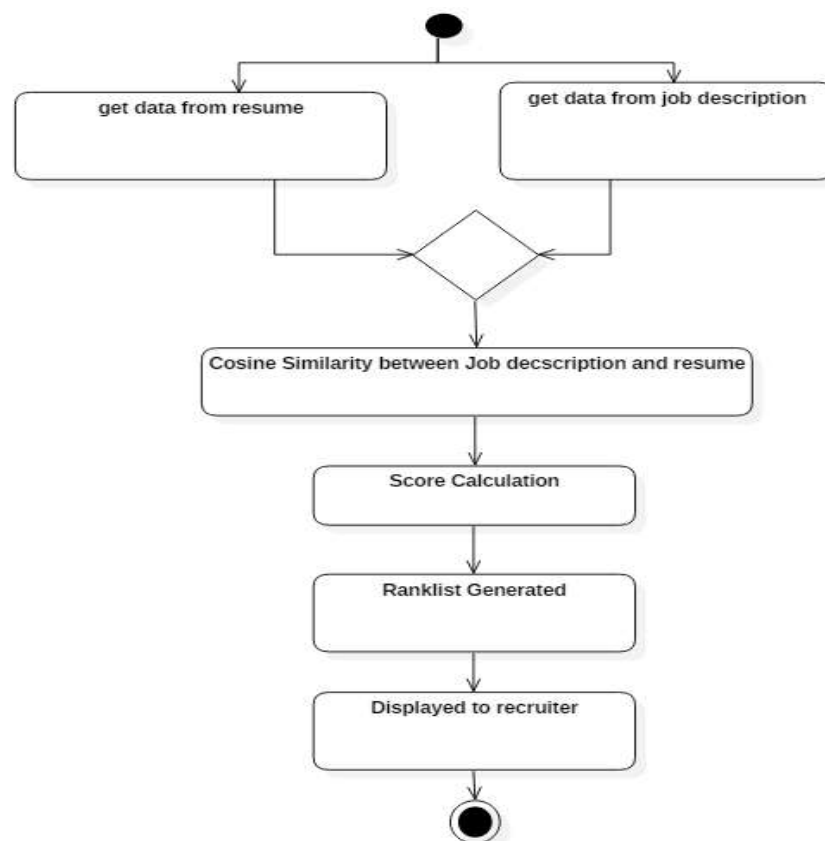 get data from resume
get data from job description
Cosine Similarity between Job decscription and resume
Score Calculation
Ranklist Generated
Displayed to recruiter